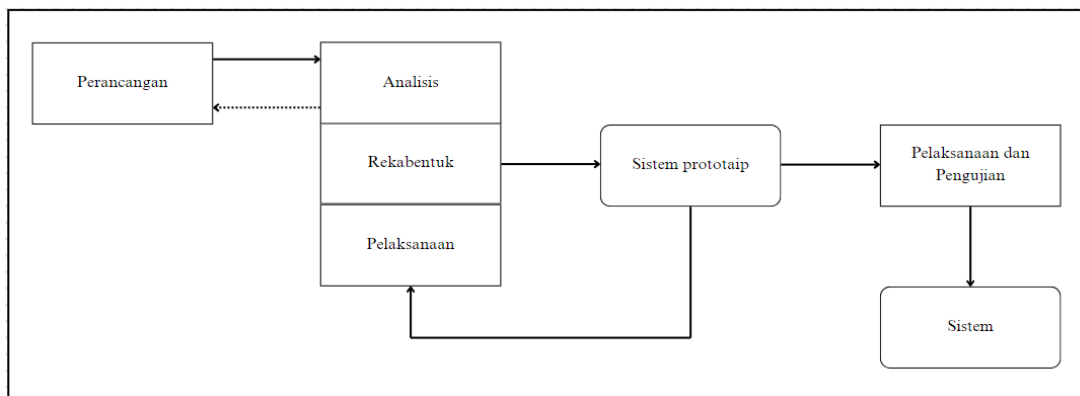 Perancangan
Analisis
Rekabentuk
Pelaksanaan
Sistem prototaip
Pelaksanaan dan
Pengujian
Sistem